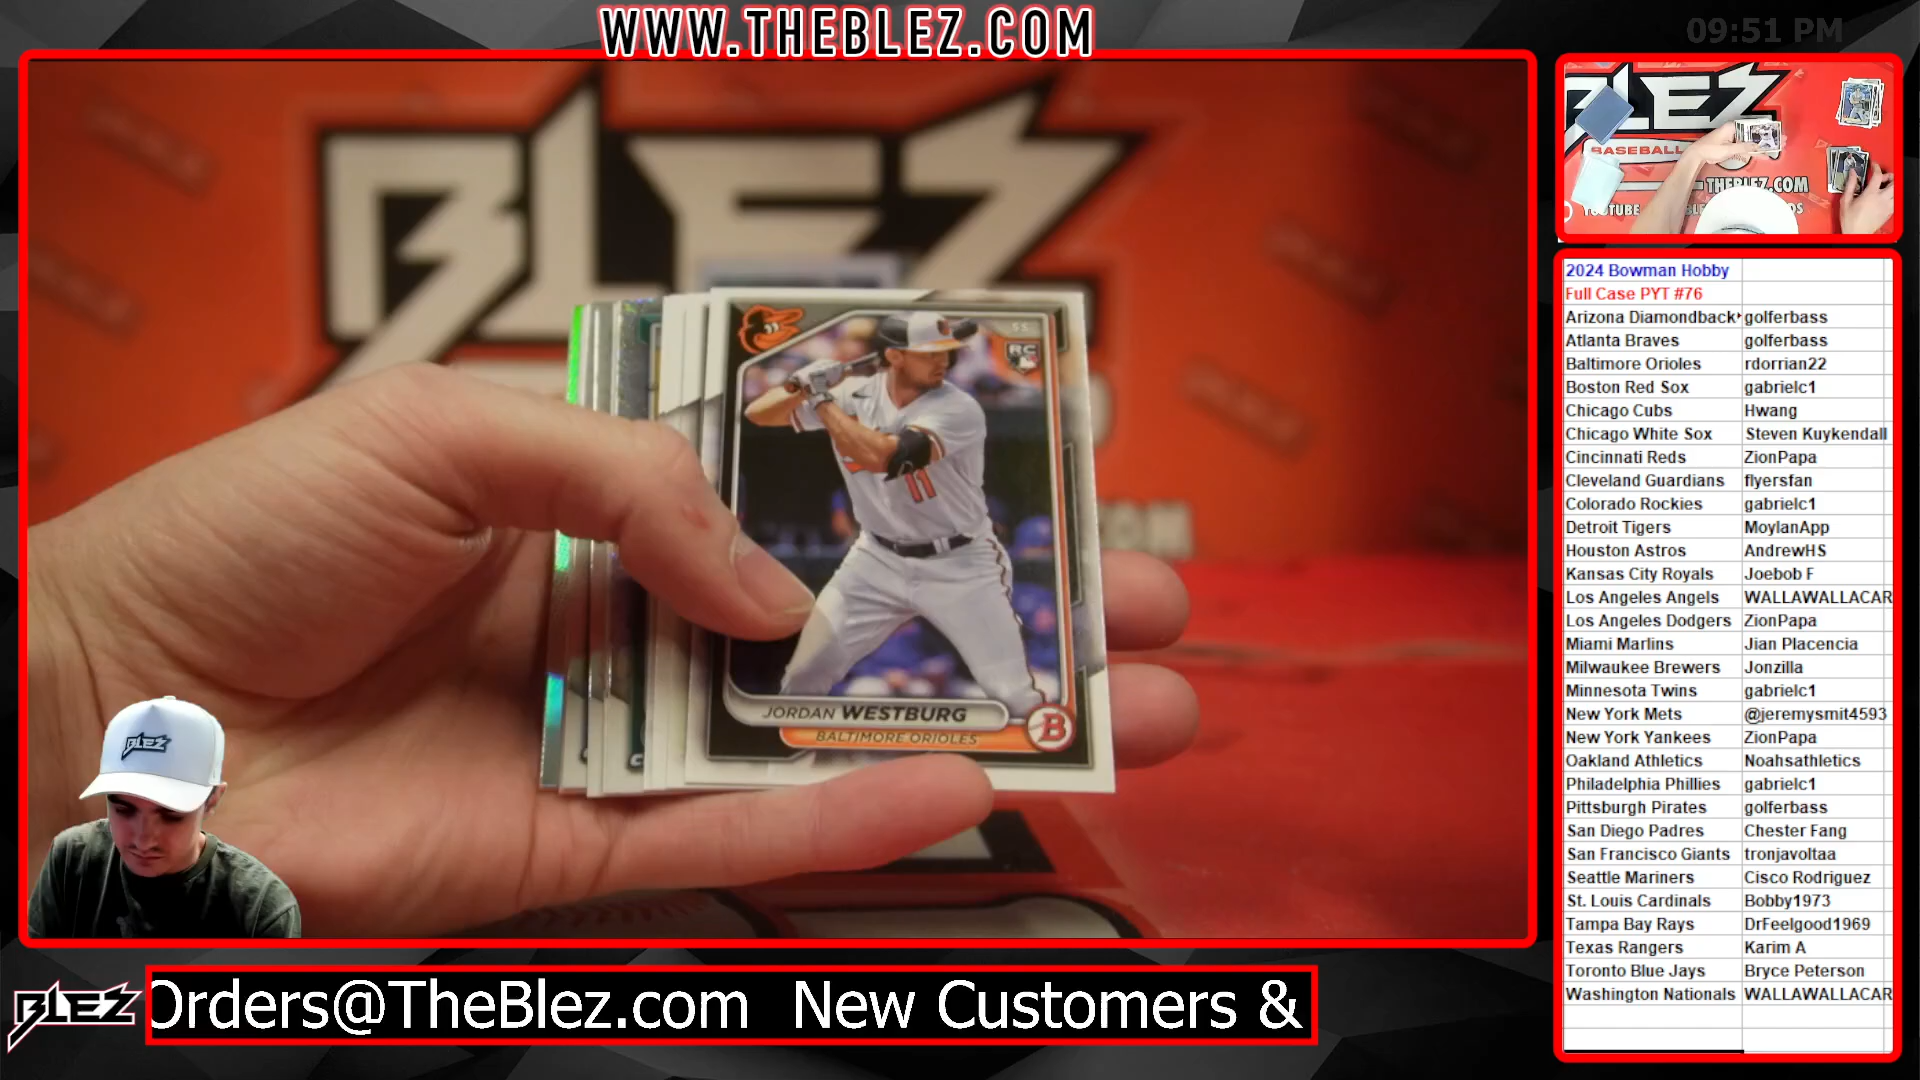 WWW.THEBLEZ.COM
09:51 PM
BLEZ
BLEZ
BASEBALL
THEBLEZ.COM
11
RC
JORDAN WESTBURG
BALTIMORE ORIOLES
B
BLEZ
2024 Bowman Hobby
Full Case PYT #76
Arizona Diamondback golferbass
Atlanta Braves golferbass
Baltimore Orioles rdorrian22
Boston Red Sox gabrielc1
Chicago Cubs Hwang
Chicago White Sox Steven Kuykendall
Cincinnati Reds ZionPapa
Cleveland Guardians flyersfan
Colorado Rockies gabrielc1
Detroit Tigers MoylanApp
Houston Astros AndrewHS
Kansas City Royals Joebob F
Los Angeles Angels WALLAWALLACAR
Los Angeles Dodgers ZionPapa
Miami Marlins Jian Placencia
Milwaukee Brewers Jonzilla
Minnesota Twins gabrielc1
New York Mets @jeremysmit4593
New York Yankees ZionPapa
Oakland Athletics Noahsathletics
Philadelphia Phillies gabrielc1
Pittsburgh Pirates golferbass
San Diego Padres Chester Fang
San Francisco Giants tronjavoltaa
Seattle Mariners Cisco Rodriguez
St. Louis Cardinals Bobby1973
Tampa Bay Rays DrFeelgood1969
Texas Rangers Karim A
Toronto Blue Jays Bryce Peterson
Washington Nationals WALLAWALLACAR
BLEZ
Orders@TheBlez.com New Customers &